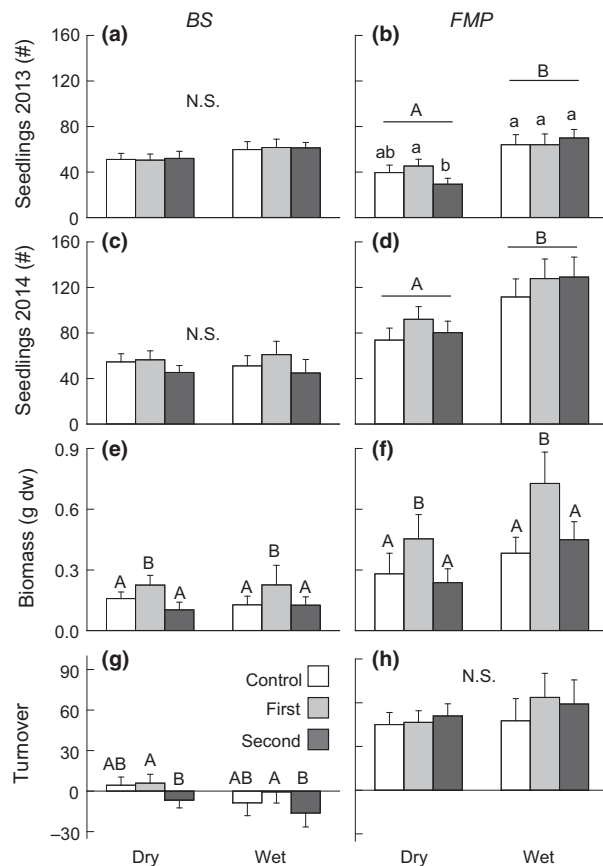 BS FMP
(a) (b)
Seedlings 2013 (#)
160
120
80
40
0
N.S.
A
ab a b
B
a a a
(c) (d)
Seedlings 2014 (#)
160
120
80
40
0
N.S.
A
B
(e) (f)
Biomass (g dw)
0.9
0.6
0.3
0.0
A B A A B A
A B A A B A
(g) (h)
Turnover
90
60
30
0
–30
Control
First
Second
AB A B AB A B
N.S.
Dry Wet Dry Wet